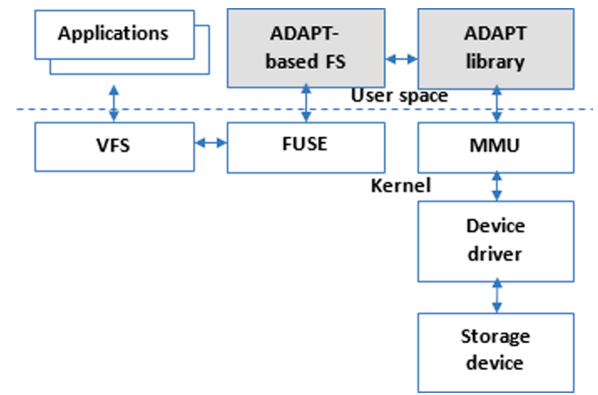 Applications
ADAPT-
based FS
ADAPT
library
User space
VFS
FUSE
MMU
Kernel
Device
driver
Storage
device